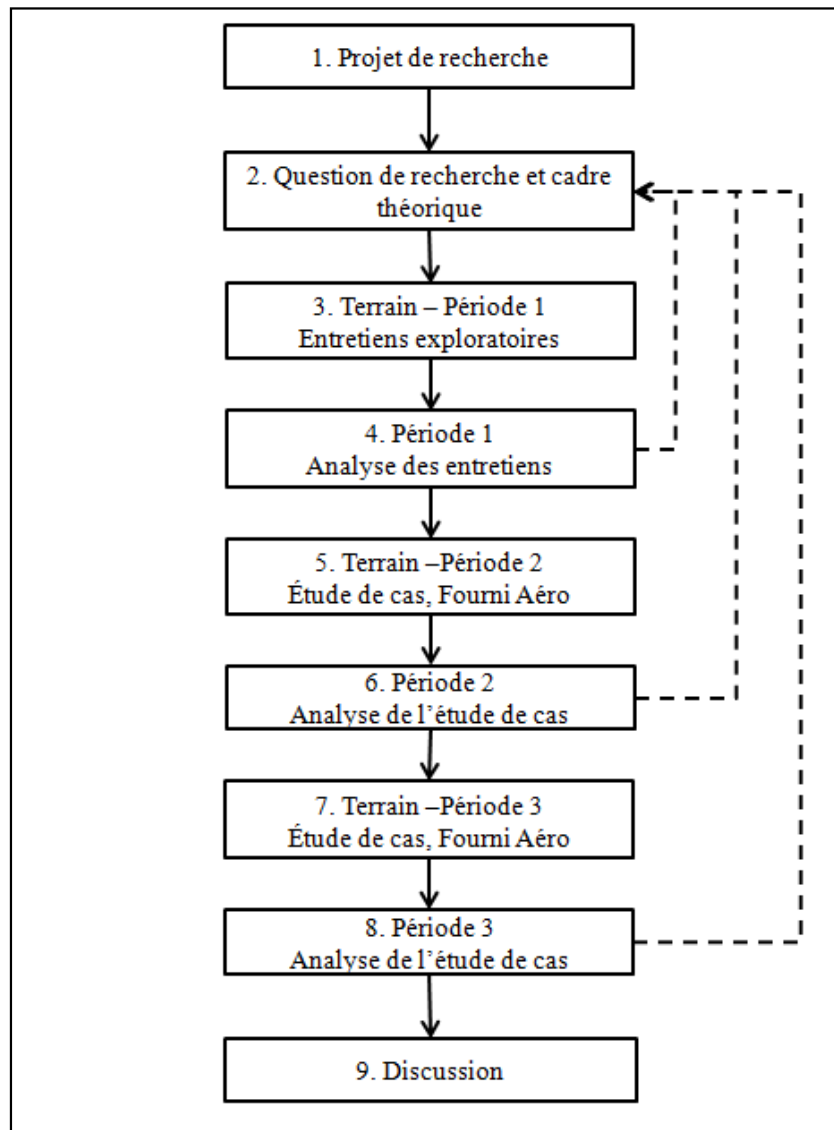 1. Projet de recherche
2. Question de recherche et cadre
théorique
3. Terrain – Période 1
Entretiens exploratoires
4. Période 1
Analyse des entretiens
5. Terrain –Période 2
Étude de cas, Fourni Aéro
6. Période 2
Analyse de l’étude de cas
7. Terrain –Période 3
Étude de cas, Fourni Aéro
8. Période 3
Analyse de l’étude de cas
9. Discussion